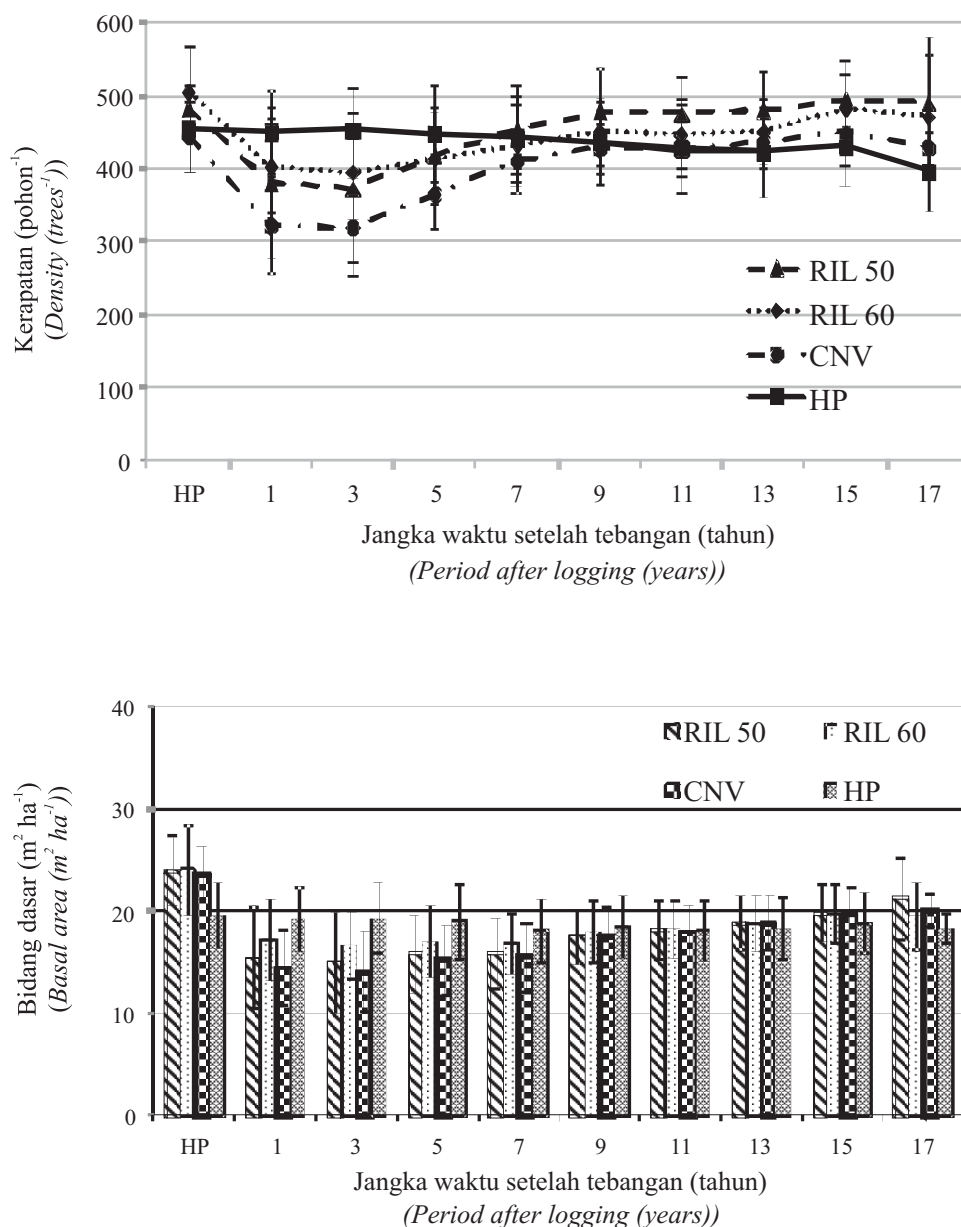 600
500
400
300
200
100
0
Kerapatan (pohon⁻¹)
(Density (trees⁻¹))
RIL 50
RIL 60
CNV
HP
HP 1 3 5 7 9 11 13 15 17
Jangka waktu setelah tebangan (tahun)
(Period after logging (years))
40
30
20
10
0
Bidang dasar (m² ha⁻¹)
(Basal area (m² ha⁻¹))
RIL 50 RIL 60
CNV HP
HP 1 3 5 7 9 11 13 15 17
Jangka waktu setelah tebangan (tahun)
(Period after logging (years))